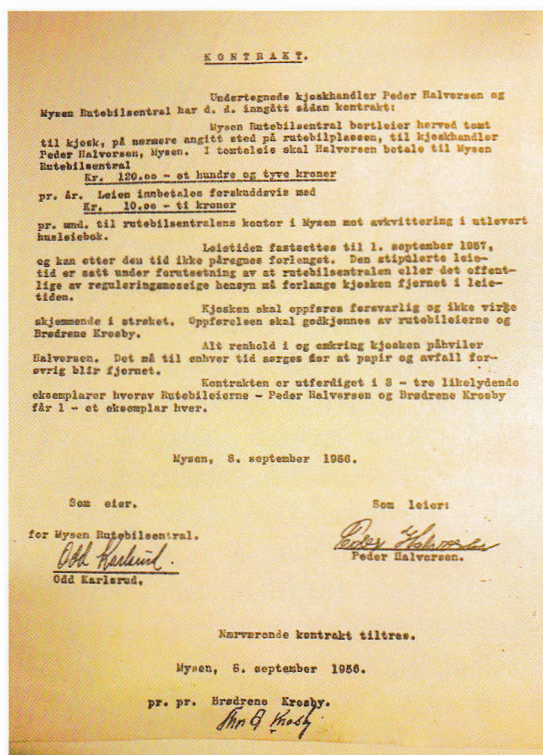 KONTRAKT.
Undertegnede kjoskhandler Peder Halvorsen og
Mysen Rutebilsentral har d. d. inngått sådan kontrakt:
Mysen Rutebilsentral bortleier herved tomt
til kjosk, på nærmere angitt sted på rutebilplassen, til kjoskhandler
Peder Halvorsen, Mysen. I tomteleie skal Halvorsen betale til Mysen
Rutebilsentral
Kr. 120.oo - et hundre og tyve kroner
pr. år. Leien innbetales førskuddsvis med
Kr. 10.oo - ti kroner
pr. mnd. til rutebilsentralens kontor i Mysen mot avkvittering i utlevert
husleiebok.
Leietiden fastsettes til 1. september 1957,
og kan etter den tid ikke påregnes forlenget. Den stipulerte leie-
tid er satt under forutsetning av at rutebilsentralen eller det offent-
lige av reguleringsmessige hensyn må forlange kjosken fjernet i leie-
tiden.
Kjosken skal oppføres forsvarlig og ikke virke
skjemmende i strøket. Oppførelsen skal godkjennes av rutebileierne og
Brødrene Krosby.
Alt renhold i og omkring kjosken påhviler
Halvorsen. Det må til enhver tid sørges før at papir og avfall for-
øvrig blir fjernet.
Kontrakten er utferdiget i 3 - tre likelydende
eksemplarer hvorav Rutebileierne - Peder Halvorsen og Brødrene Krosby
får 1 - et eksemplar hver.
Mysen, 8. september 1956.
Som eier.
Som leier:
for Mysen Rutebilsentral.
Odd Karlsrud.
Peder Halvorsen
Odd Karlsrud.
Peder Halvorsen.
Nærværende kontrakt tiltres.
Mysen, 8. september 1956.
pr. pr. Brødrene Krosby.
Krosby